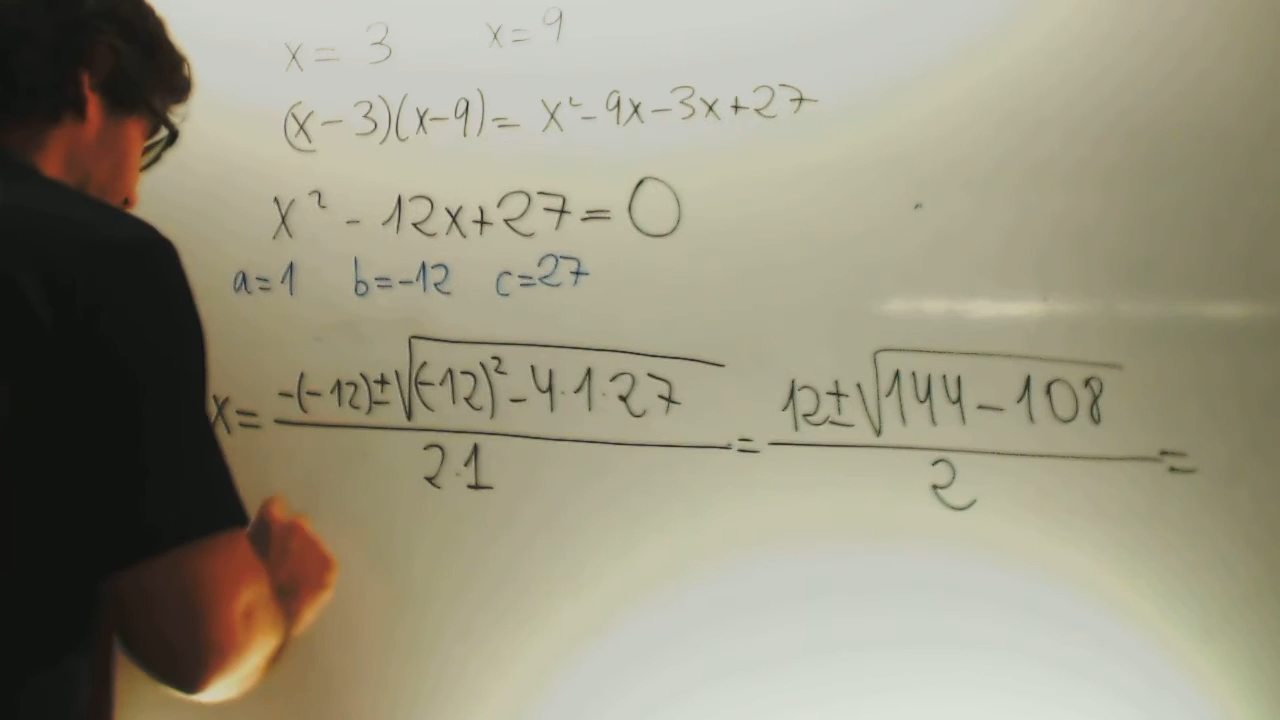 x = 3 x = 9
(x - 3)(x - 9) = x² - 9x - 3x + 27
x² - 12x + 27 = 0
a = 1 b = -12 c = 27
x = -(-12) ± √(-12)² - 4·1·27 / 2·1 = 12 ± √144 - 108 / 2 =